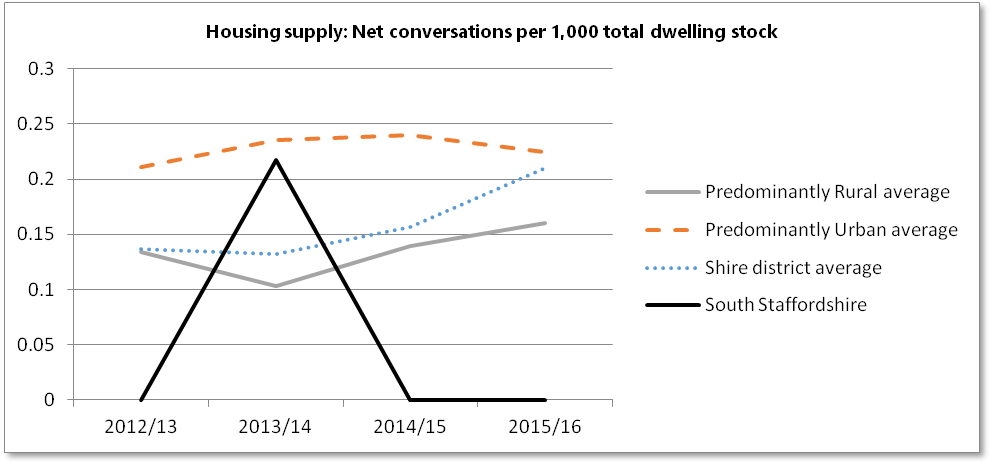 Housing supply: Net conversations per 1,000 total dwelling stock
0.3
0.25
0.2
0.15
0.1
0.05
0
2012/13 2013/14 2014/15 2015/16
Predominantly Rural average
Predominantly Urban average
Shire district average
South Staffordshire